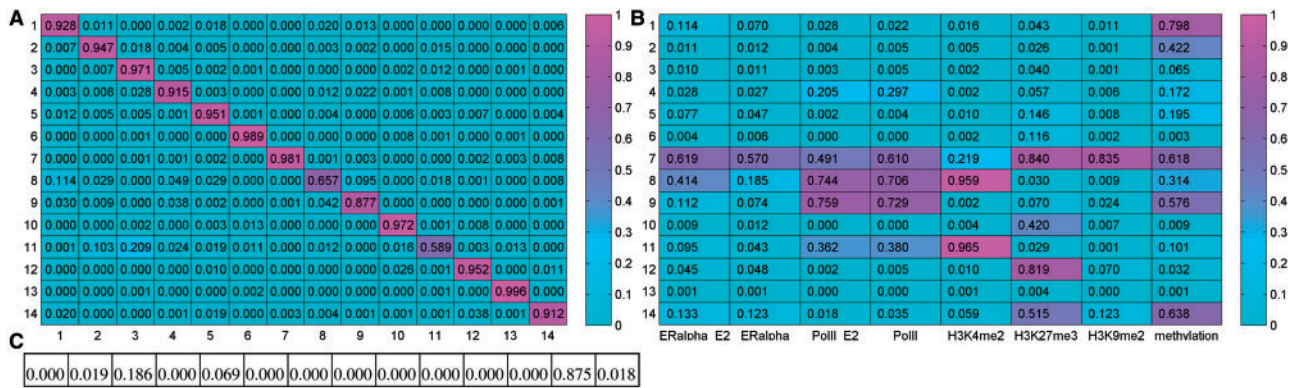 A
1 0.928 0.011 0.000 0.002 0.018 0.000 0.000 0.020 0.013 0.000 0.000 0.000 0.000 0.006
2 0.007 0.947 0.018 0.004 0.005 0.000 0.000 0.003 0.002 0.000 0.015 0.000 0.000 0.000
3 0.000 0.007 0.971 0.005 0.002 0.001 0.000 0.000 0.000 0.002 0.012 0.000 0.001 0.000
4 0.003 0.008 0.028 0.915 0.003 0.000 0.000 0.012 0.022 0.001 0.008 0.000 0.000 0.000
5 0.012 0.005 0.005 0.001 0.951 0.001 0.000 0.004 0.000 0.006 0.003 0.007 0.000 0.004
6 0.000 0.000 0.001 0.000 0.000 0.989 0.000 0.000 0.000 0.008 0.001 0.000 0.001 0.000
7 0.000 0.000 0.001 0.001 0.002 0.000 0.981 0.001 0.003 0.000 0.000 0.002 0.003 0.008
8 0.114 0.029 0.000 0.049 0.029 0.000 0.000 0.657 0.095 0.000 0.018 0.001 0.000 0.008
9 0.030 0.009 0.000 0.038 0.002 0.000 0.001 0.042 0.877 0.000 0.000 0.000 0.000 0.001
10 0.000 0.000 0.002 0.000 0.003 0.013 0.000 0.000 0.000 0.972 0.001 0.008 0.000 0.000
11 0.001 0.103 0.209 0.024 0.019 0.011 0.000 0.012 0.000 0.016 0.589 0.003 0.013 0.000
12 0.000 0.000 0.000 0.000 0.010 0.000 0.000 0.000 0.000 0.026 0.001 0.952 0.000 0.011
13 0.000 0.000 0.001 0.000 0.000 0.002 0.000 0.000 0.000 0.001 0.000 0.000 0.996 0.000
14 0.020 0.000 0.000 0.001 0.019 0.000 0.003 0.004 0.001 0.001 0.001 0.038 0.001 0.912
1 2 3 4 5 6 7 8 9 10 11 12 13 14
1
0.9
0.8
0.7
0.6
0.5
0.4
0.3
0.2
0.1
0
B
1 0.114 0.070 0.028 0.022 0.016 0.043 0.011 0.798
2 0.011 0.012 0.004 0.005 0.005 0.026 0.001 0.422
3 0.010 0.011 0.003 0.005 0.002 0.040 0.001 0.065
4 0.028 0.027 0.205 0.297 0.002 0.057 0.006 0.172
5 0.077 0.047 0.002 0.004 0.010 0.146 0.008 0.195
6 0.004 0.006 0.000 0.000 0.002 0.116 0.002 0.003
7 0.619 0.570 0.491 0.610 0.219 0.840 0.835 0.618
8 0.414 0.185 0.744 0.706 0.959 0.030 0.009 0.314
9 0.112 0.074 0.759 0.729 0.002 0.070 0.024 0.576
10 0.009 0.012 0.000 0.000 0.004 0.420 0.007 0.009
11 0.095 0.043 0.362 0.380 0.965 0.029 0.001 0.101
12 0.045 0.048 0.002 0.005 0.010 0.819 0.070 0.032
13 0.001 0.001 0.000 0.000 0.001 0.004 0.000 0.001
14 0.133 0.123 0.018 0.035 0.059 0.515 0.123 0.638
ERalpha E2 ERalpha PolII E2 PolII H3K4me2 H3K27me3 H3K9me2 methylation
1
0.9
0.8
0.7
0.6
0.5
0.4
0.3
0.2
0.1
0
C
0.000 0.019 0.186 0.000 0.069 0.000 0.000 0.000 0.000 0.000 0.000 0.000 0.875 0.018